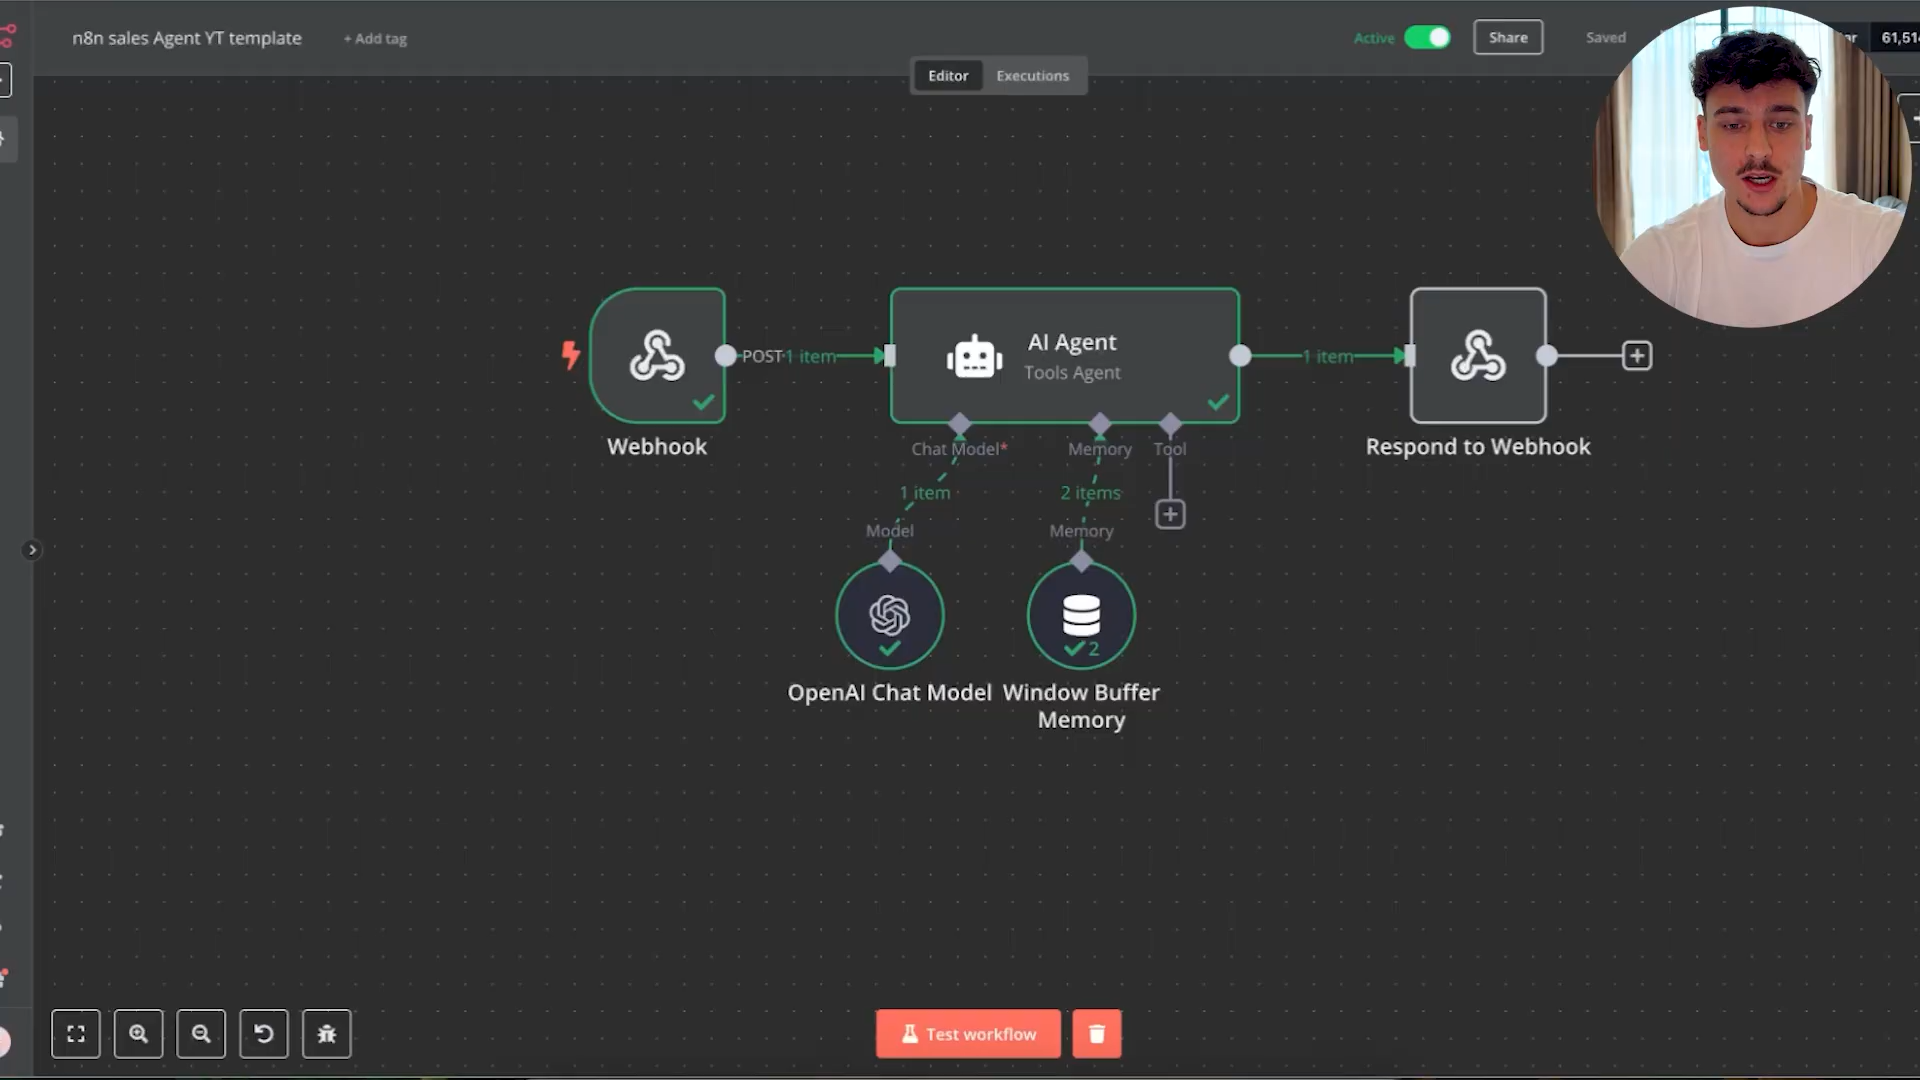 n8n sales Agent YT template
+ Add tag
Active
Share
Saved
61,51
Editor
Executions
POST
1 item
AI Agent
Tools Agent
1 item
Webhook
Chat Model*
Memory
Tool
Respond to Webhook
1 item
2 items
Model
Memory
2
OpenAI Chat Model
Window Buffer
Memory
Test workflow